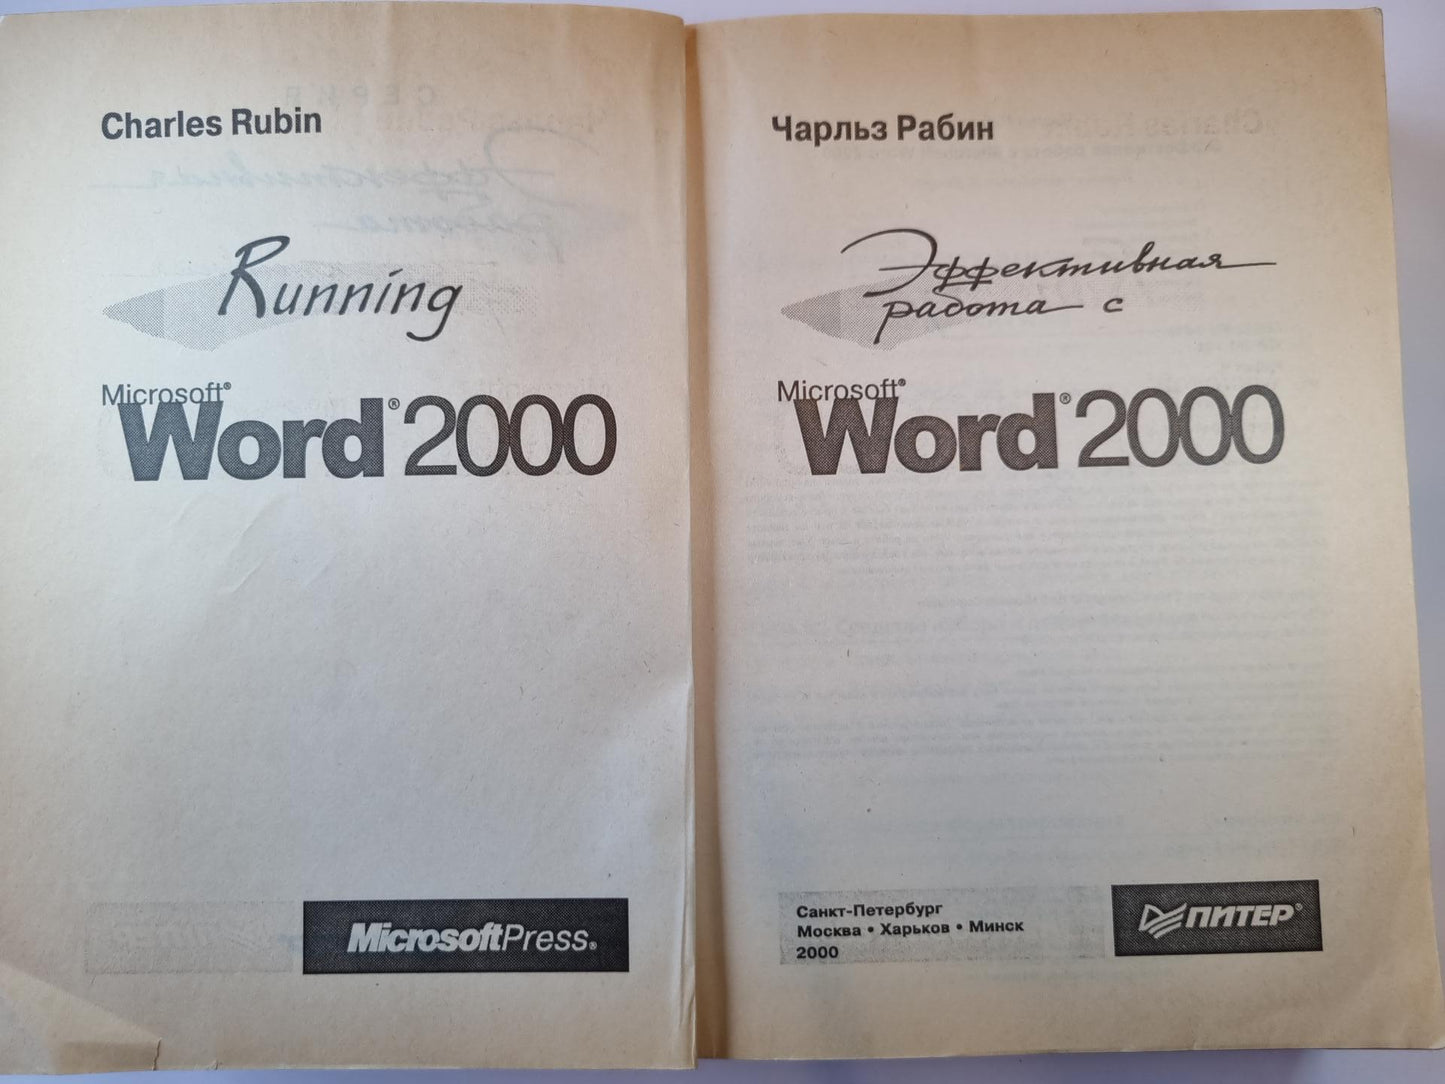 Charles Rubin
Running
Microsoft®
Word® 2000
MicrosoftPress®
Чарльз Рабин
Эффективная
работа с
Microsoft®
Word® 2000
Санкт-Петербург
Москва • Харьков • Минск
2000
ПИТЕР®